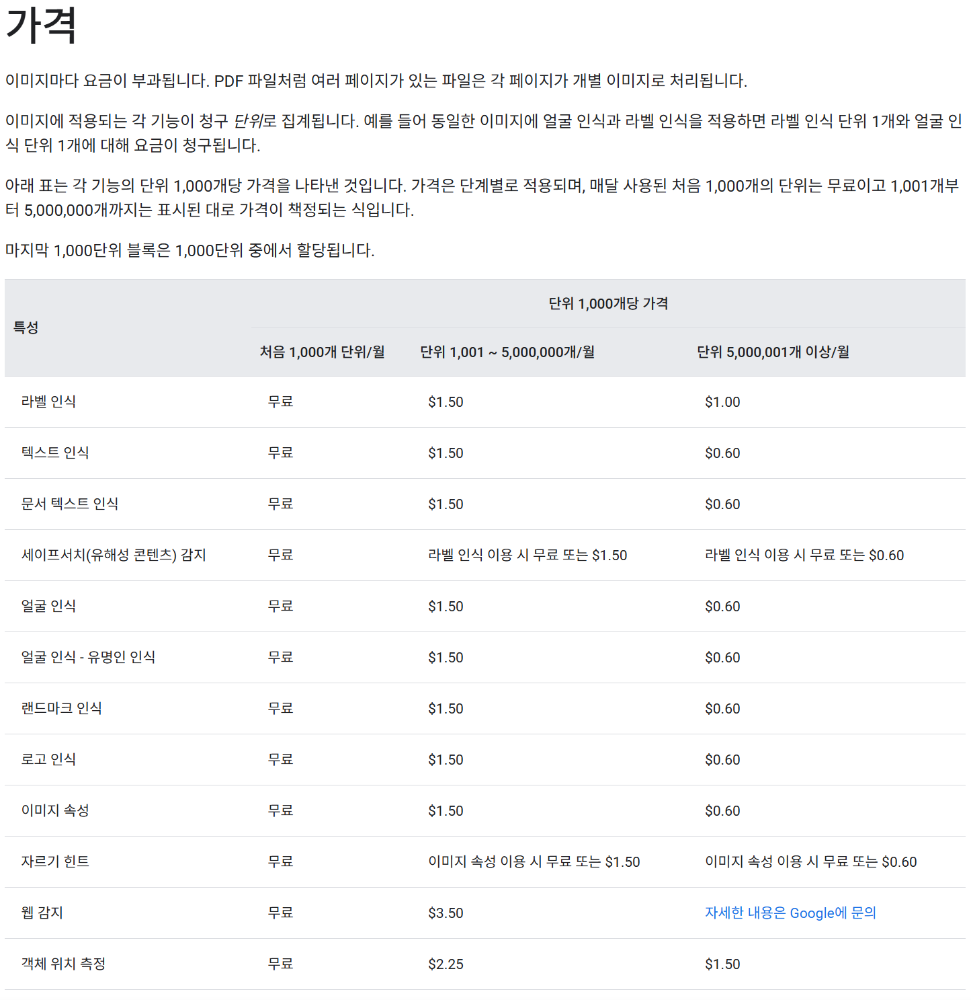 가격
이미지마다 요금이 부과됩니다. PDF 파일처럼 여러 페이지가 있는 파일은 각 페이지가 개별 이미지로 처리됩니다.
이미지에 적용되는 각 기능이 청구 단위로 집계됩니다. 예를 들어 동일한 이미지에 얼굴 인식과 라벨 인식을 적용하면 라벨 인식 단위 1개와 얼굴 인
식 단위 1개에 대해 요금이 청구됩니다.
아래 표는 각 기능의 단위 1,000개당 가격을 나타낸 것입니다. 가격은 단계별로 적용되며, 매달 사용된 처음 1,000개의 단위는 무료이고 1,001개부
터 5,000,000개까지는 표시된 대로 가격이 책정되는 식입니다.
마지막 1,000단위 블록은 1,000단위 중에서 할당됩니다.
단위 1,000개당 가격
특성
처음 1,000개 단위/월 단위 1,001 ~ 5,000,000개/월 단위 5,000,001개 이상/월
라벨 인식 무료 $1.50 $1.00
텍스트 인식 무료 $1.50 $0.60
문서 텍스트 인식 무료 $1.50 $0.60
세이프서치(유해성 콘텐츠) 감지 무료 라벨 인식 이용 시 무료 또는 $1.50 라벨 인식 이용 시 무료 또는 $0.60
얼굴 인식 무료 $1.50 $0.60
얼굴 인식 - 유명인 인식 무료 $1.50 $0.60
랜드마크 인식 무료 $1.50 $0.60
로고 인식 무료 $1.50 $0.60
이미지 속성 무료 $1.50 $0.60
자르기 힌트 무료 이미지 속성 이용 시 무료 또는 $1.50 이미지 속성 이용 시 무료 또는 $0.60
웹 감지 무료 $3.50 자세한 내용은 Google에 문의
객체 위치 측정 무료 $2.25 $1.50